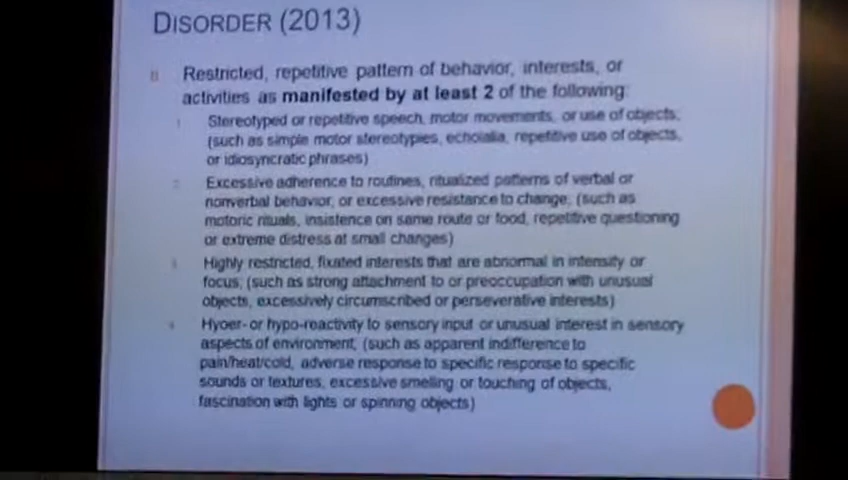 DISORDER (2013)
B. Restricted, repetitive pattern of behavior, interests, or
activities as manifested by at least 2 of the following:
1. Stereotyped or repetitive speech, motor movements, or use of objects;
(such as simple motor stereotypies, echolalia, repetitive use of objects,
or idiosyncratic phrases)
2. Excessive adherence to routines, ritualized patterns of verbal or
nonverbal behavior, or excessive resistance to change; (such as
motoric rituals, insistence on same route or food, repetitive questioning
or extreme distress at small changes)
3. Highly restricted, fixated interests that are abnormal in intensity or
focus; (such as strong attachment to or preoccupation with unusual
objects, excessively circumscribed or perseverative interests)
4. Hyper- or hypo-reactivity to sensory input or unusual interest in sensory
aspects of environment; (such as apparent indifference to
pain/heat/cold, adverse response to specific response to specific
sounds or textures, excessive smelling or touching of objects,
fascination with lights or spinning objects)